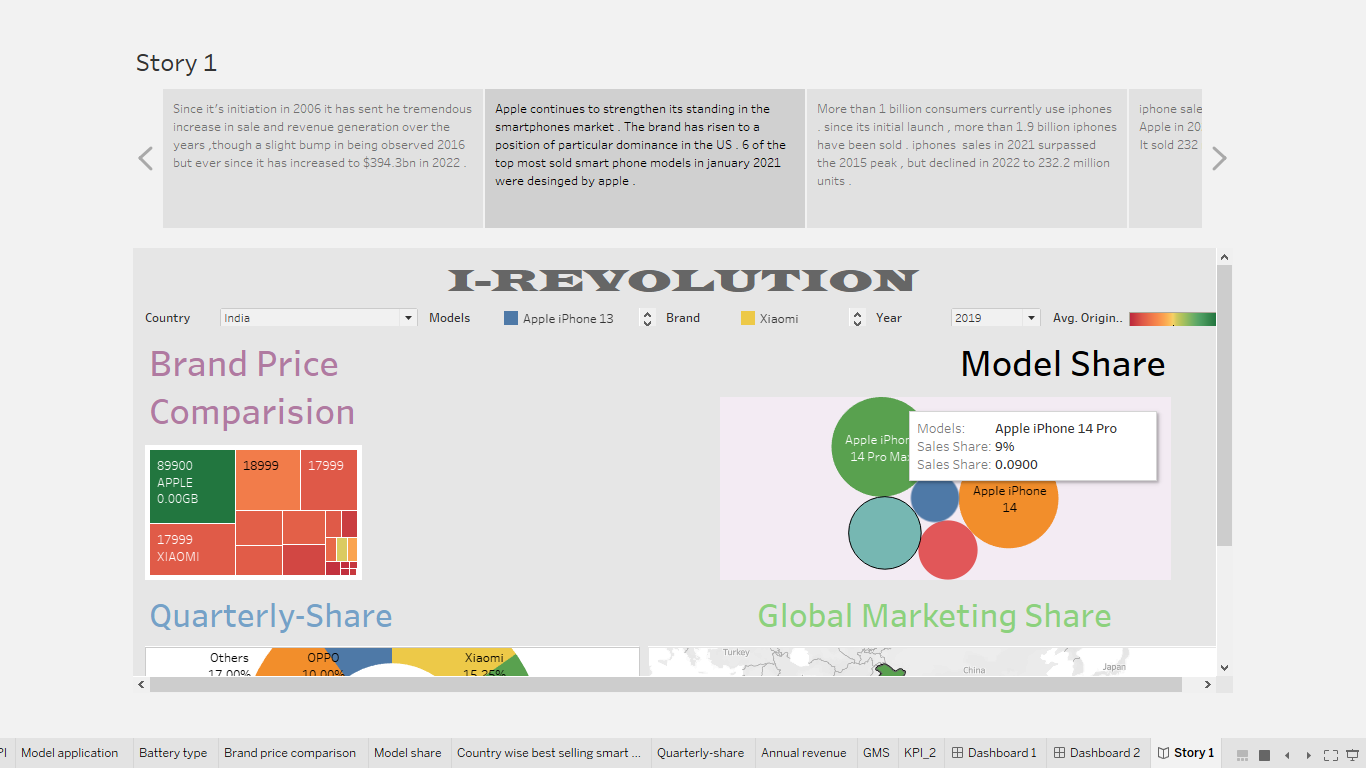 Story 1
Since it's initiation in 2006 it has sent he tremendous
increase in sale and revenue generation over the
years ,though a slight bump in being observed 2016
but ever since it has increased to $394.3bn in 2022 .
Apple continues to strengthen its standing in the
smartphones market . The brand has risen to a
position of particular dominance in the US . 6 of the
top most sold smart phone models in january 2021
were desinged by apple .
More than 1 billion consumers currently use iphones
. since its initial launch , more than 1.9 billion iphones
have been sold . iphones sales in 2021 surpassed
the 2015 peak , but declined in 2022 to 232.2 million
units .
iphone sale
Apple in 20
It sold 232
I-REVOLUTION
Country
India
Models
Apple iPhone 13
Brand
Xiaomi
Year
2019
Avg. Origin..
Brand Price
Comparision
Model Share
89900
APPLE
0.00GB
18999
17999
17999
XIAOMI
Apple iPhon
14 Pro Ma
Models: Apple iPhone 14 Pro
Sales Share: 9%
Sales Share: 0.0900
Apple iPhone
14
Quarterly-Share
Global Marketing Share
Others
17.00%
OPPO
10.00%
Xiaomi
15.25%
Turkey
China
Japan
PI
Model application
Battery type
Brand price comparison
Model share
Country wise best selling smart ...
Quarterly-share
Annual revenue
GMS
KPI_2
Dashboard 1
Dashboard 2
Story 1